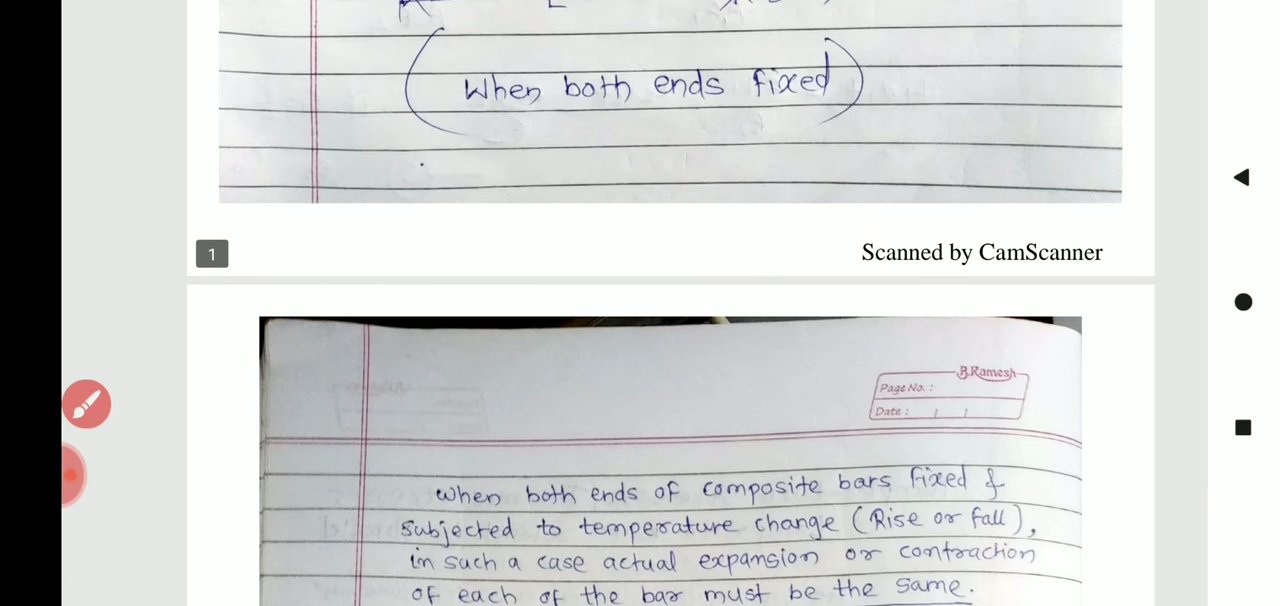 When both ends fixed
1
Scanned by CamScanner
B.Ramesh
Page No. :
Date : / /
When both ends of composite bars fixed &
subjected to temperature change (Rise or fall),
in such a case actual expansion or contraction
of each of the bar must be the same.